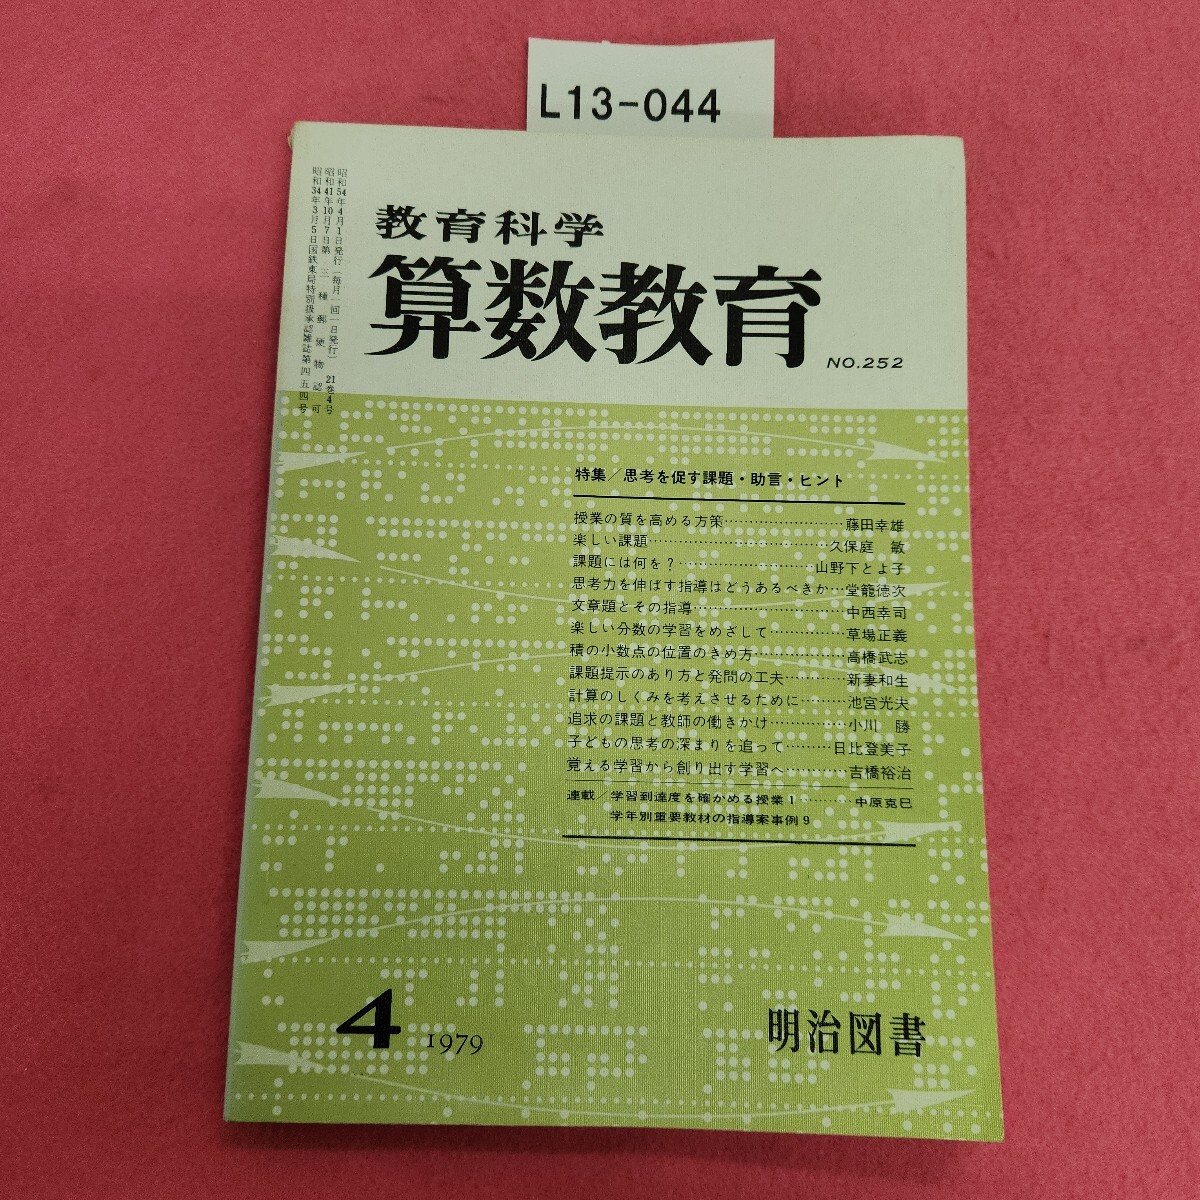 L13-044
昭和54年4月1日発行(毎月一回一日発行) 21巻4号
昭和41年10月7日第三種郵便物認可
昭和34年3月5日国鉄東局特別扱承認雑誌第四五四号
教育科学
算数教育
NO.252
特集/思考を促す課題・助言・ヒント
授業の質を高める方策……………………藤田幸雄
楽しい課題………………………………久保庭 敏
課題には何を?………………………山野下とよ子
思考力を伸ばす指導はどうあるべきか…堂籠徳次
文章題とその指導…………………………中西幸司
楽しい分数の学習をめざして……………草場正義
積の小数点の位置のきめ方………………高橋武志
課題提示のあり方と発問の工夫…………新妻和生
計算のしくみを考えさせるために………池宮光夫
追求の課題と教師の働きかけ……………小川 勝
子どもの思考の深まりを追って………日比登美子
覚える学習から創り出す学習へ…………吉橋裕治
連載/学習到達度を確かめる授業1………中原克巳
学年別重要教材の指導案事例9
4 1979
明治図書